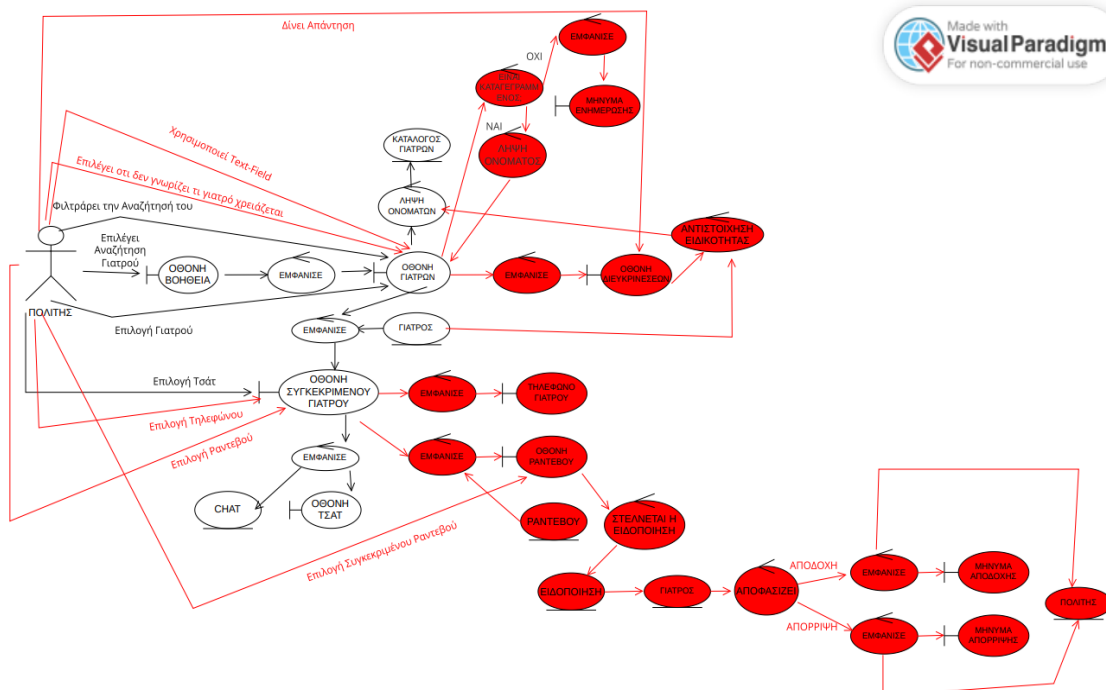 Made with
Visual Paradigm
For non-commercial use
Δίνει Απάντηση
ΕΜΦΑΝΙΣΕ
ΟΧΙ
ΕΙΝΑΙ
ΚΑΤΑΓΕΓΡΑΜΜ
ΕΝΟΣ;
ΜΗΝΥΜΑ
ΕΝΗΜΕΡΩΣΗΣ
ΝΑΙ
ΛΗΨΗ
ΟΝΟΜΑΤΟΣ
ΚΑΤΑΛΟΓΟΣ
ΓΙΑΤΡΩΝ
Χρησιμοποιεί Text-Field
Επιλέγει οτι δεν γνωρίζει τι γιατρό χρειάζεται
Φιλτράρει την Αναζήτησή του
ΛΗΨΗ
ΟΝΟΜΑΤΩΝ
ΑΝΤΙΣΤΟΙΧΗΣΗ
ΕΙΔΙΚΟΤΗΤΑΣ
Επιλέγει
Αναζήτηση
Γιατρού
ΟΘΟΝΗ
ΒΟΗΘΕΙΑ
ΕΜΦΑΝΙΣΕ
ΟΘΟΝΗ
ΓΙΑΤΡΩΝ
ΕΜΦΑΝΙΣΕ
ΟΘΟΝΗ
ΔΙΕΥΚΡΙΝΕΣΕΩΝ
ΠΟΛΙΤΗΣ
Επιλογή Γιατρού
ΕΜΦΑΝΙΣΕ
ΓΙΑΤΡΟΣ
Επιλογή Τσάτ
ΟΘΟΝΗ
ΣΥΓΚΕΚΡΙΜΕΝΟΥ
ΓΙΑΤΡΟΥ
ΕΜΦΑΝΙΣΕ
ΤΗΛΕΦΩΝΟ
ΓΙΑΤΡΟΥ
Επιλογή Τηλεφώνου
Επιλογή Ραντεβού
ΕΜΦΑΝΙΣΕ
ΕΜΦΑΝΙΣΕ
ΟΘΟΝΗ
ΡΑΝΤΕΒΟΥ
CHAT
ΟΘΟΝΗ
ΤΣΑΤ
ΡΑΝΤΕΒΟΥ
ΣΤΕΛΝΕΤΑΙ Η
ΕΙΔΟΠΟΙΗΣΗ
Επιλογή Συγκεκριμένου Ραντεβού
ΕΙΔΟΠΟΙΗΣΗ
ΓΙΑΤΡΟΣ
ΑΠΟΦΑΣΙΖΕΙ
ΑΠΟΔΟΧΗ
ΕΜΦΑΝΙΣΕ
ΜΗΝΥΜΑ
ΑΠΟΔΟΧΗΣ
ΠΟΛΙΤΗΣ
ΑΠΟΡΡΙΨΗ
ΕΜΦΑΝΙΣΕ
ΜΗΝΥΜΑ
ΑΠΟΡΡΙΨΗΣ